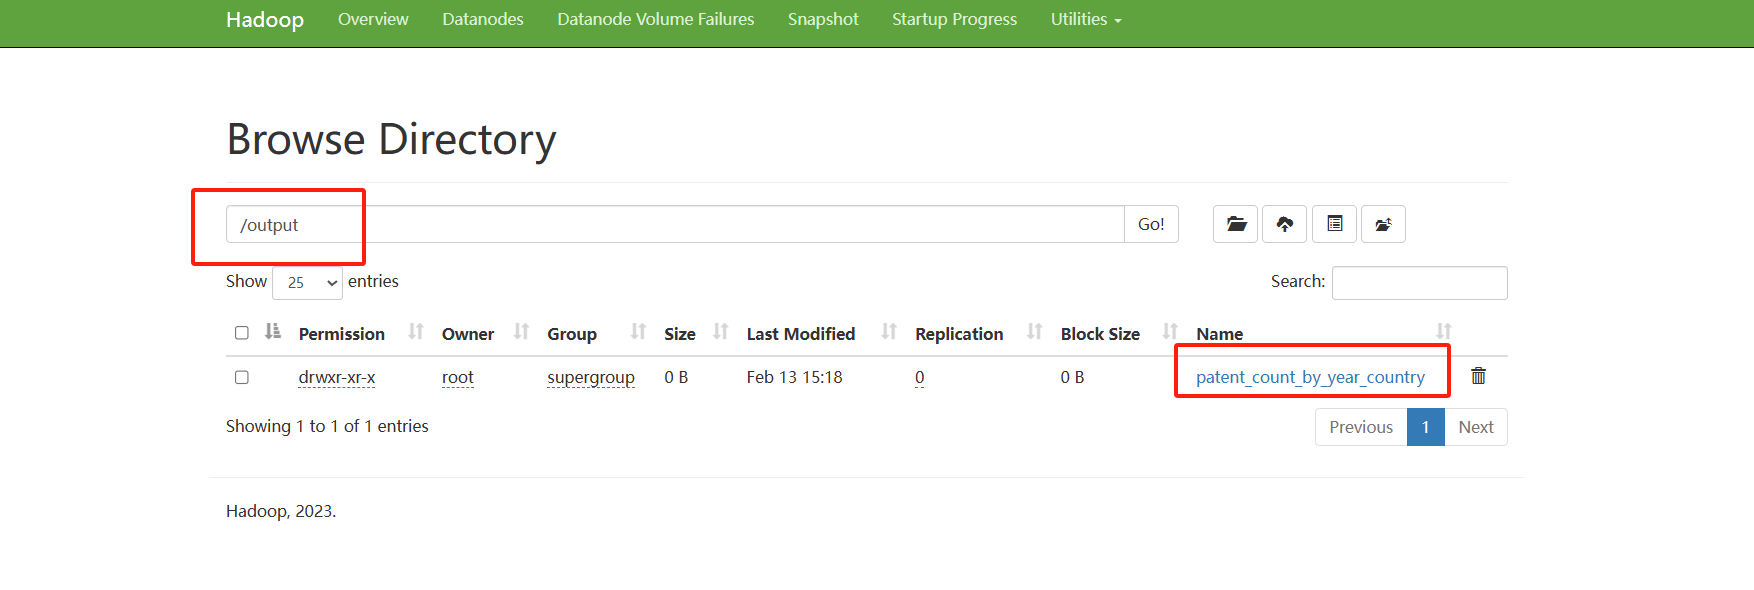 Hadoop Overview Datanodes Datanode Volume Failures Snapshot Startup Progress Utilities
Browse Directory
/output Go!
Show 25 entries Search:
Permission Owner Group Size Last Modified Replication Block Size Name
drwxr-xr-x root supergroup 0 B Feb 13 15:18 0 0 B patent_count_by_year_country
Showing 1 to 1 of 1 entries Previous 1 Next
Hadoop, 2023.